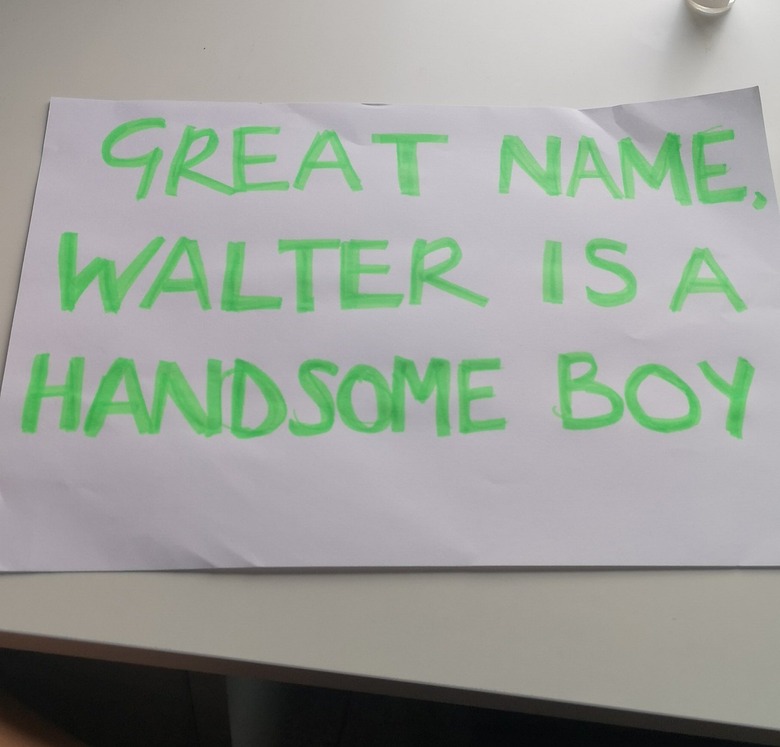 GREAT NAME,
WALTER IS A
HANDSOME BOY